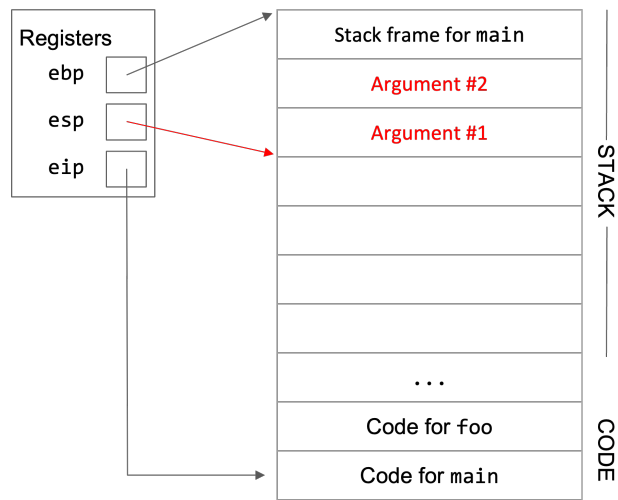 Registers
ebp
esp
eip
Stack frame for main
Argument #2
Argument #1
...
Code for foo
Code for main
STACK
CODE